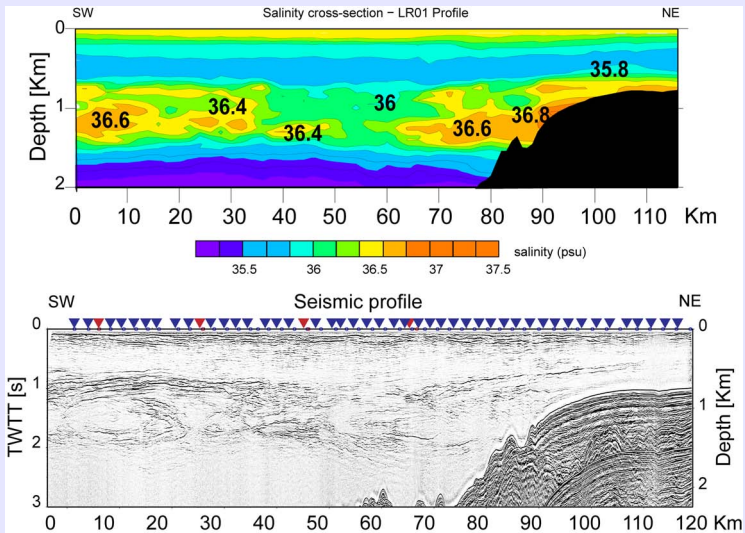 SW Salinity cross-section – LR01 Profile NE
0
1
2
Depth [Km]
36.6 36.4 36.4 36 36.6 36.8 35.8
0 10 20 30 40 50 60 70 80 90 100 110 Km
salinity (psu)
35.5 36 36.5 37 37.5
SW Seismic profile NE
0
1
2
3
TWTT [s]
0
1
2
Depth [Km]
0 10 20 30 40 50 60 70 80 90 100 110 120 Km